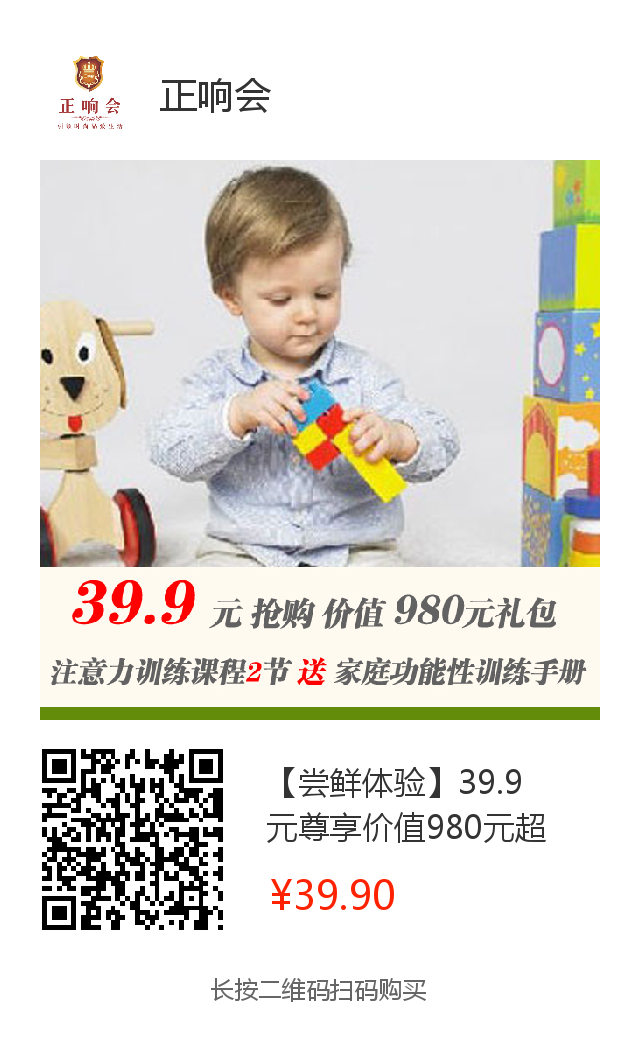 正响会
正响会
39.9 元 抢购 价值 980元礼包
注意力训练课程2节 送 家庭功能性训练手册
【尝鲜体验】39.9
元尊享价值980元超
¥39.90
长按二维码扫码购买